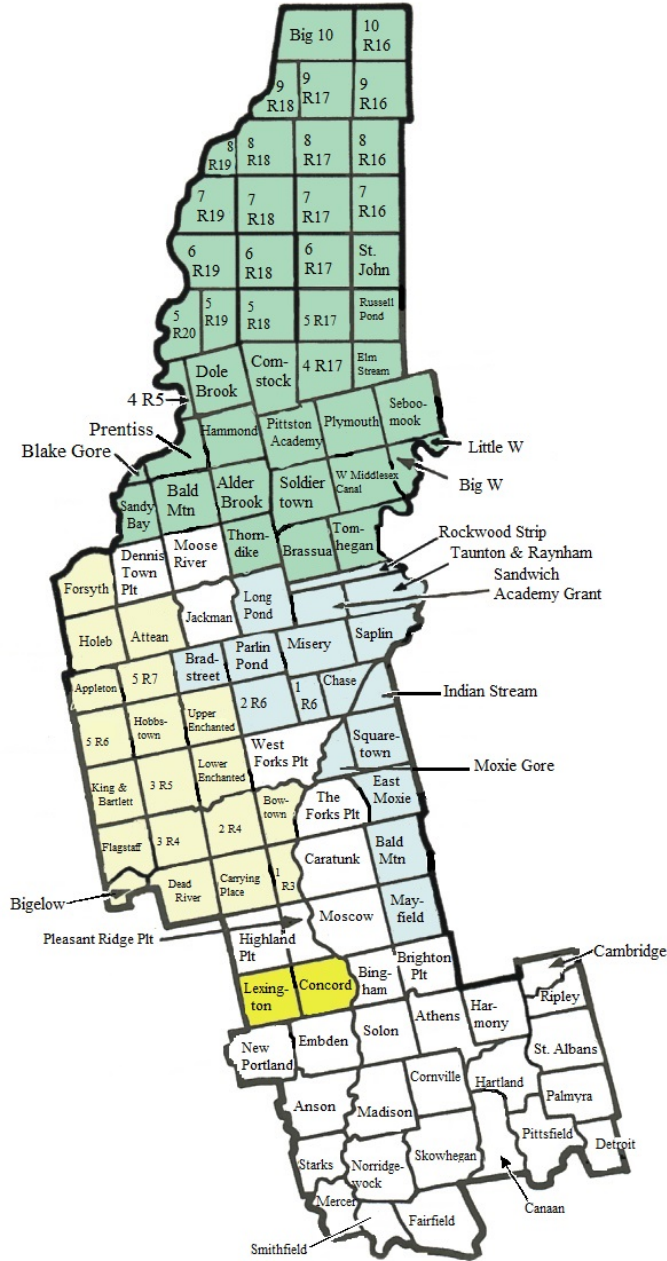 Big 10
10
R16
9
R18
9
R17
9
R16
8
R19
8
R18
8
R17
8
R16
7
R19
7
R18
7
R17
7
R16
6
R19
6
R18
6
R17
St.
John
5
R20
5
R19
5
R18
5 R17
Russell
Pond
Dole
Brook
Com-
stock
4 R17
Elm
Stream
4 R5
Prentiss
Blake Gore
Hammond
Pittston
Academy
Plymouth
Seboo-
mook
Little W
Big W
Sandy
Bay
Bald
Mtn
Alder
Brook
Soldier
town
W Middlesex
Canal
Dennis
Town
Plt
Moose
River
Thorn-
dike
Brassua
Tom-
hegan
Rockwood Strip
Taunton & Raynham
Sandwich
Academy Grant
Forsyth
Holeb
Attean
Jackman
Long
Pond
Misery
Saplin
Appleton
5 R7
Brad-
street
Parlin
Pond
2 R6
1
R6
Chase
Indian Stream
5 R6
Hobbs-
town
Upper
Enchanted
West
Forks Plt
Square-
town
Moxie Gore
King &
Bartlett
3 R5
Lower
Enchanted
Bow-
town
The
Forks Plt
East
Moxie
Flagstaff
3 R4
2 R4
Caratunk
Bald
Mtn
Bigelow
Dead
River
Carrying
Place
1
R3
Moscow
May-
field
Pleasant Ridge Plt
Highland
Plt
Lexing-
ton
Concord
Bing-
ham
Brighton
Plt
Cambridge
Ripley
New
Portland
Embden
Solon
Athens
Har-
mony
St. Albans
Anson
Madison
Cornville
Hartland
Palmyra
Starks
Norridge-
wock
Skowhegan
Pittsfield
Detroit
Canaan
Mercer
Smithfield
Fairfield